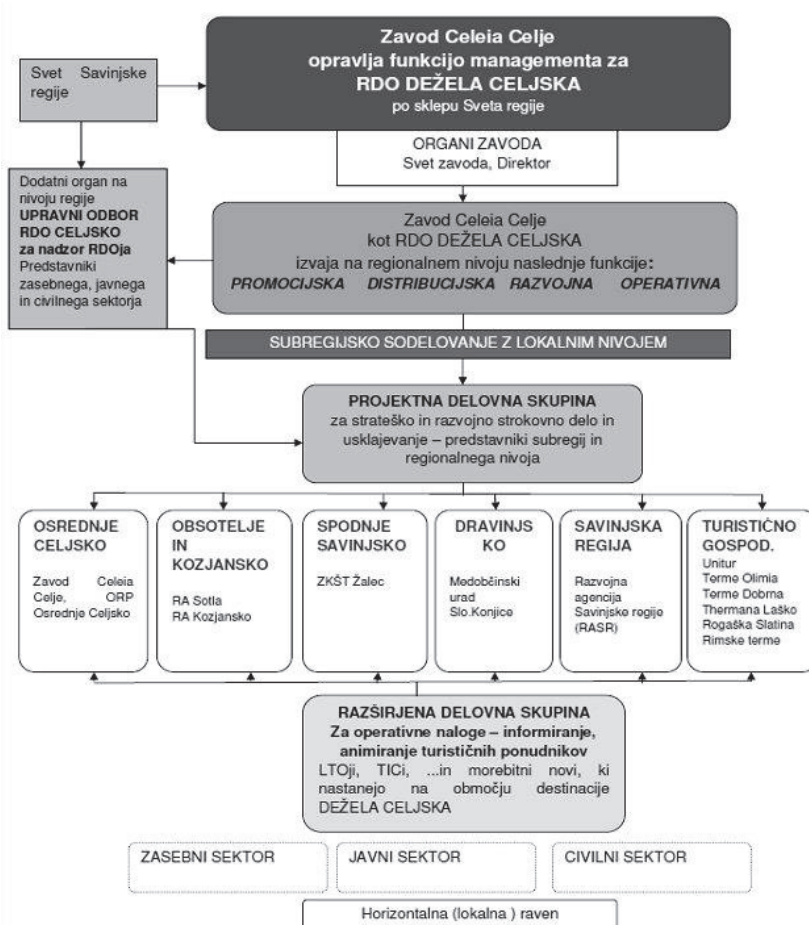 Zavod Celeia Celje
opravlja funkcijo managementa za
RDO DEŽELA CELJSKA
po sklepu Sveta regije
Svet Savinjske
regije
ORGANI ZAVODA
Svet zavoda, Direktor
Dodatni organ na
nivoju regije
UPRAVNI ODBOR
RDO CELJSKO
za nadzor RDOja
Predstavniki
zasebnega, javnega
in civilnega sektorja
Zavod Celeia Celje
kot RDO DEŽELA CELJSKA
izvaja na regionalnem nivoju naslednje funkcije:
PROMOCIJSKA DISTRIBUCIJSKA RAZVOJNA OPERATIVNA
SUBREGIJSKO SODELOVANJE Z LOKALNIM NIVOJEM
PROJEKTNA DELOVNA SKUPINA
za strateško in razvojno strokovno delo in
usklajevanje – predstavniki subregij in
regionalnega nivoja
OSREDNJE
CELJSKO
Zavod Celeia
Celje, ORP
Osrednje Celjsko
OBSOTELJE
IN
KOZJANSKO
RA Sotla
RA Kozjansko
SPODNJE
SAVINJSKO
ZKŠT Žalec
DRAVINJS
KO
Medobčinski
urad
Slo.Konjice
SAVINJSKA
REGIJA
Razvojna
agencija
Savinjske regije
(RASR)
TURISTIČNO
GOSPOD.
Unitur
Terme Olimia
Terme Dobrna
Thermana Laško
Rogaška Slatina
Rimske terme
RAZŠIRJENA DELOVNA SKUPINA
Za operativne naloge – informiranje,
animiranje turističnih ponudnikov
LTOji, TICi, ...in morebitni novi, ki
nastanejo na območju destinacije
DEŽELA CELJSKA
ZASEBNI SEKTOR
JAVNI SEKTOR
CIVILNI SEKTOR
Horizontalna (lokalna ) raven